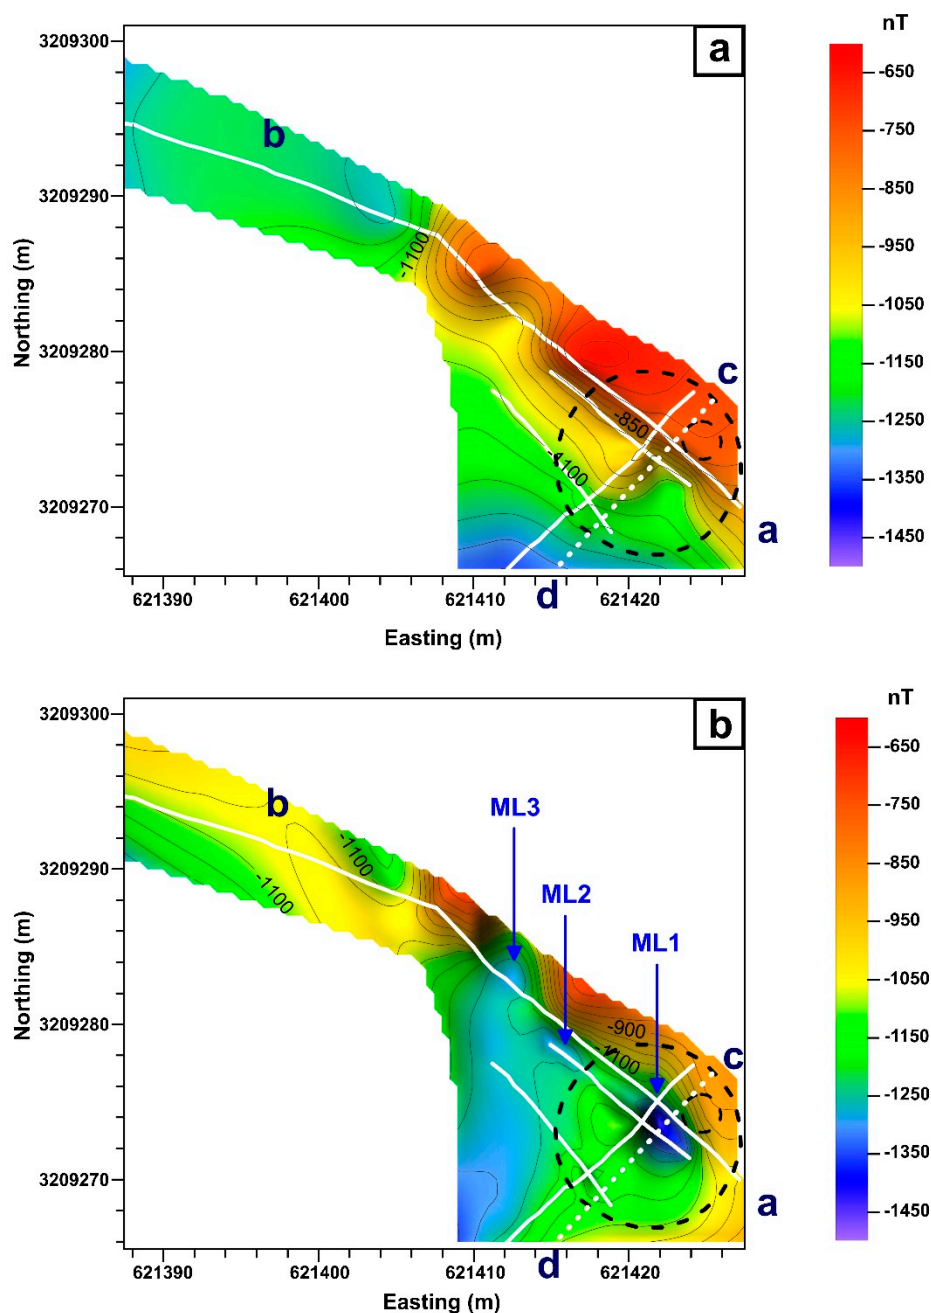 a
nT
3209300
3209290
3209280
3209270
Northing (m)
b
-1100
c
-850
-1100
a
d
-650
-750
-850
-950
-1050
-1150
-1250
-1350
-1450
621390
621400
621410
621420
Easting (m)
b
nT
3209300
3209290
3209280
3209270
Northing (m)
b
ML3
ML2
ML1
-1100
-1100
-900
-1100
c
a
d
-650
-750
-850
-950
-1050
-1150
-1250
-1350
-1450
621390
621400
621410
621420
Easting (m)